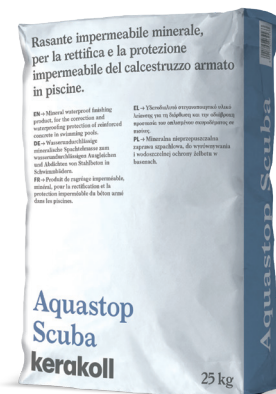 Rasante impermeabile minerale,
per la rettifica e la protezione
impermeabile del calcestruzzo armato
in piscine.
EN → Mineral waterproof finishing
product, for the correction and
waterproofing protection of reinforced
concrete in swimming pools.
DE → Wasserundurchlässige
mineralische Spachtelmasse zum
wasserundurchlässigen Ausgleichen
und Abdichten von Stahlbeton in
Schwimmbädern.
FR → Produit de ragréage imperméable,
minéral, pour la rectification et la
protection imperméable du béton armé
dans les piscines.
EL → Υδατοδιαλυτό
PL → Mineralna nieprzepuszczalna
zaprawa szpachlowa, do wyrównywania
i wodoszczelnej ochrony żelbetu w
basenach.
Aquastop
Scuba
kerakoll
25 kg
Aquastop Scuba